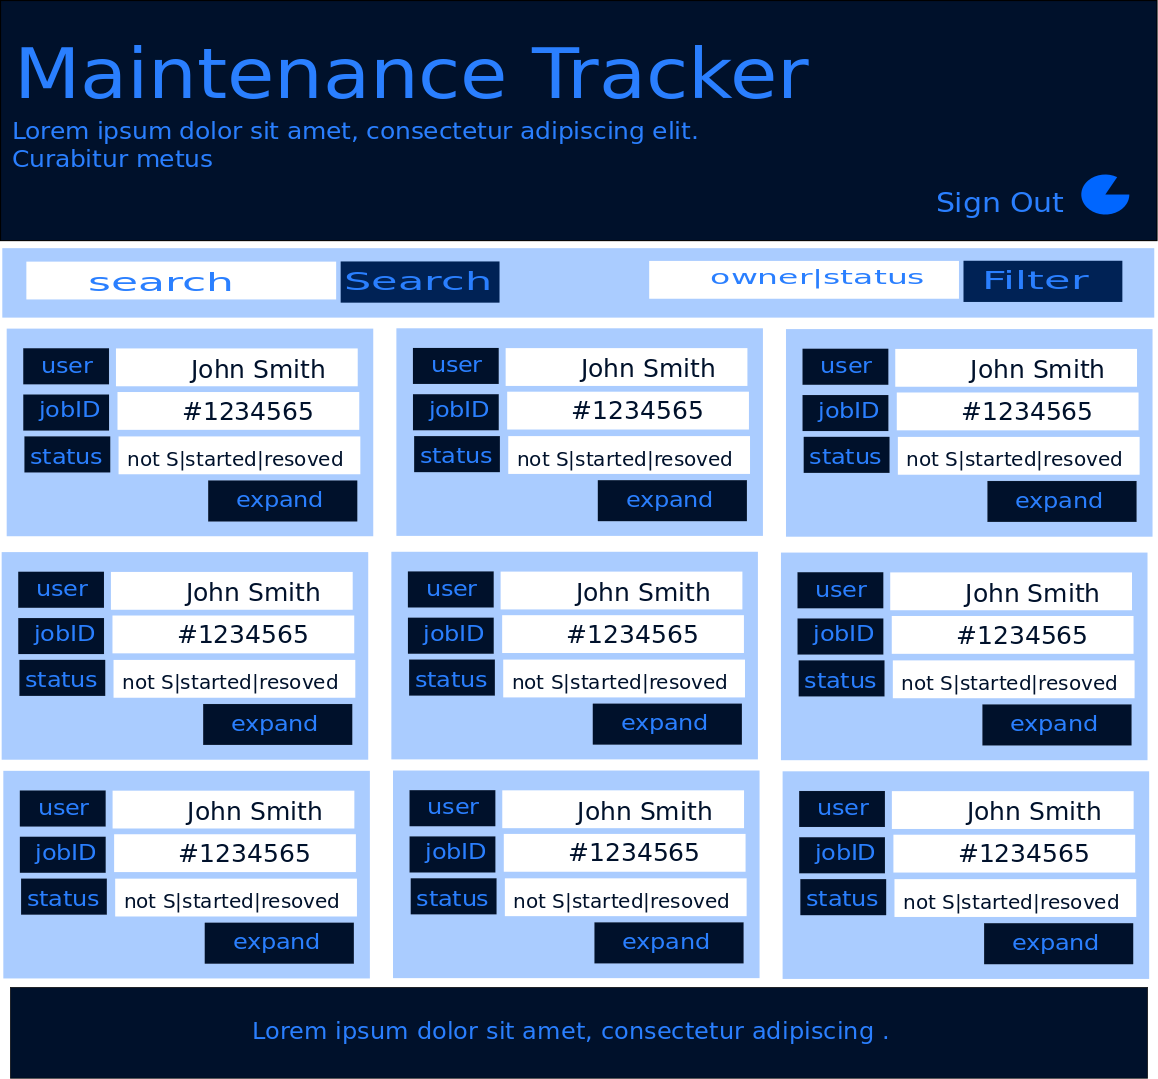 Maintenance Tracker
Lorem ipsum dolor sit amet, consectetur adipiscing elit.
Curabitur metus
Sign Out
search Search owner|status Filter
user John Smith user John Smith user John Smith
jobID #1234565 jobID #1234565 jobID #1234565
status not S|started|resoved status not S|started|resoved status not S|started|resoved
expand expand expand
user John Smith user John Smith user John Smith
jobID #1234565 jobID #1234565 jobID #1234565
status not S|started|resoved status not S|started|resoved status not S|started|resoved
expand expand expand
user John Smith user John Smith user John Smith
jobID #1234565 jobID #1234565 jobID #1234565
status not S|started|resoved status not S|started|resoved status not S|started|resoved
expand expand expand
Lorem ipsum dolor sit amet, consectetur adipiscing .